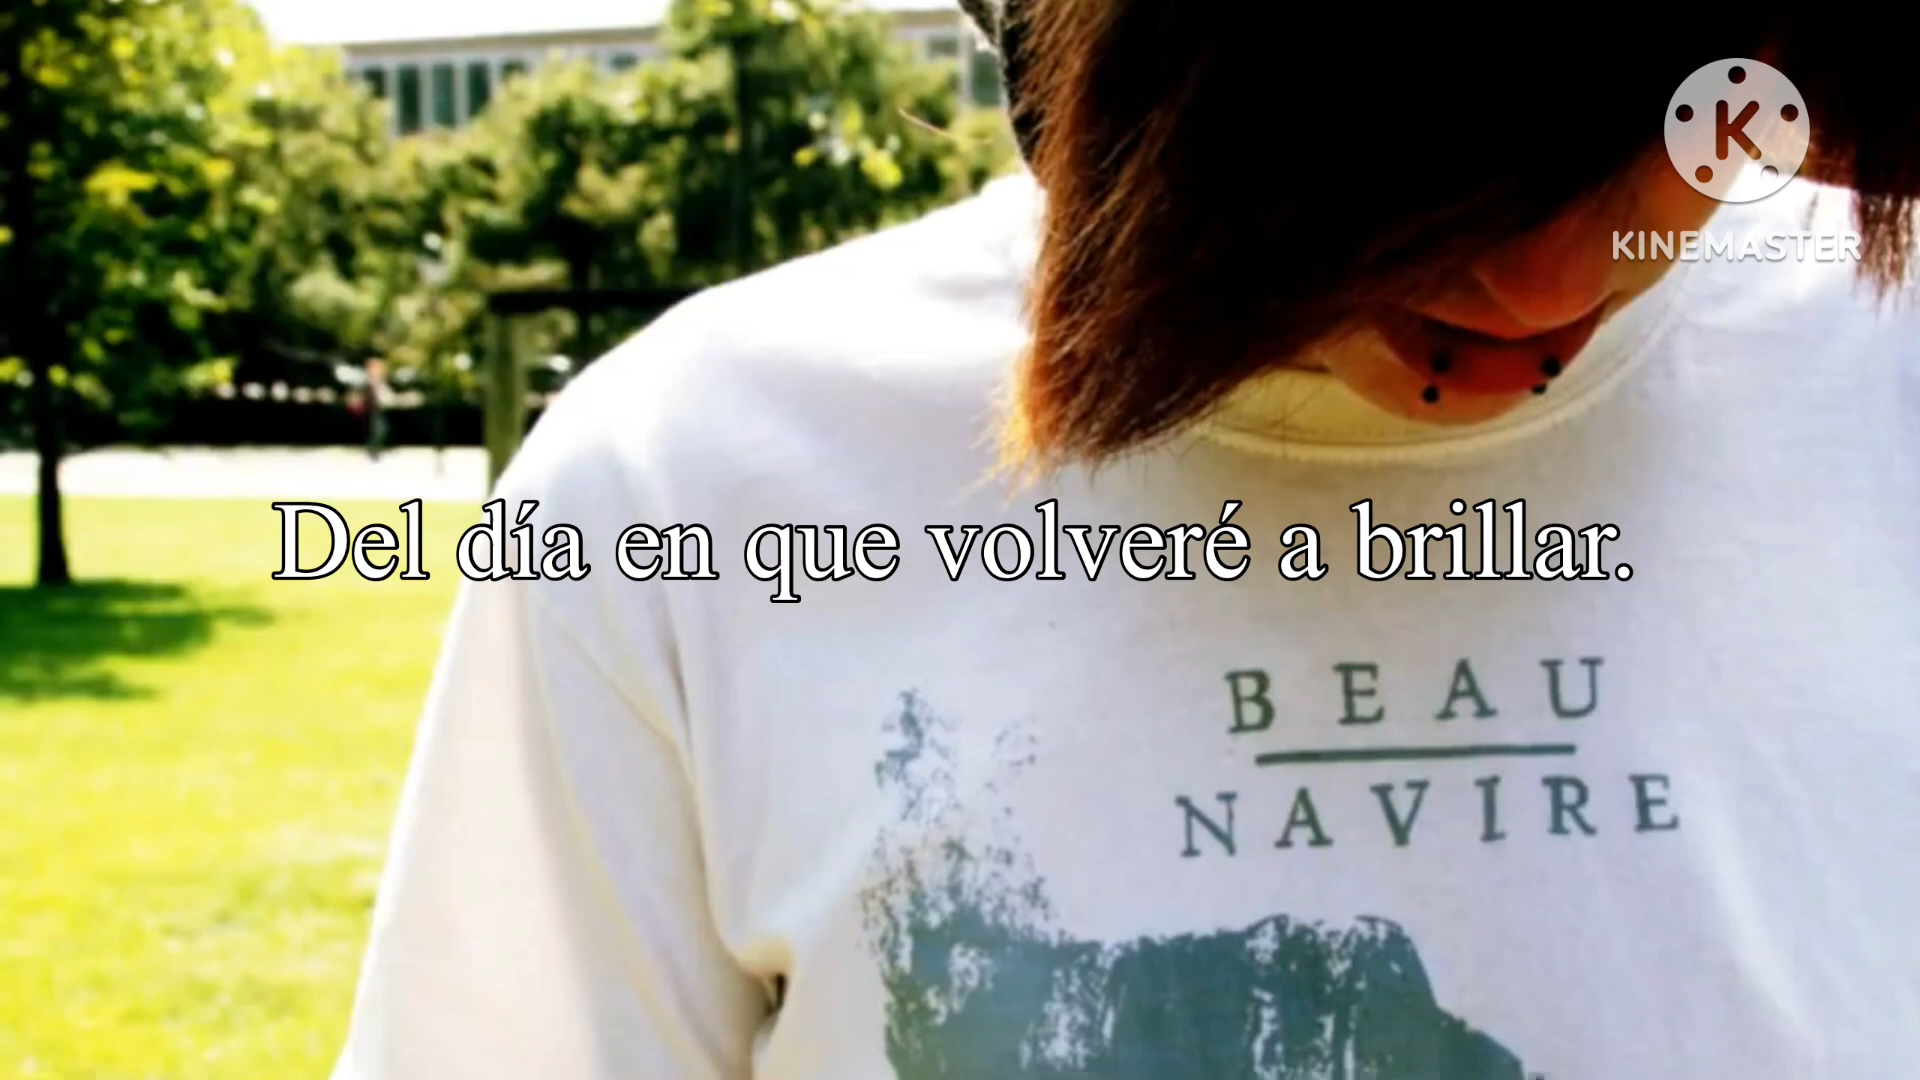 K
KINEMASTER
Del día en que volveré a brillar.
BEAU
NAVIRE